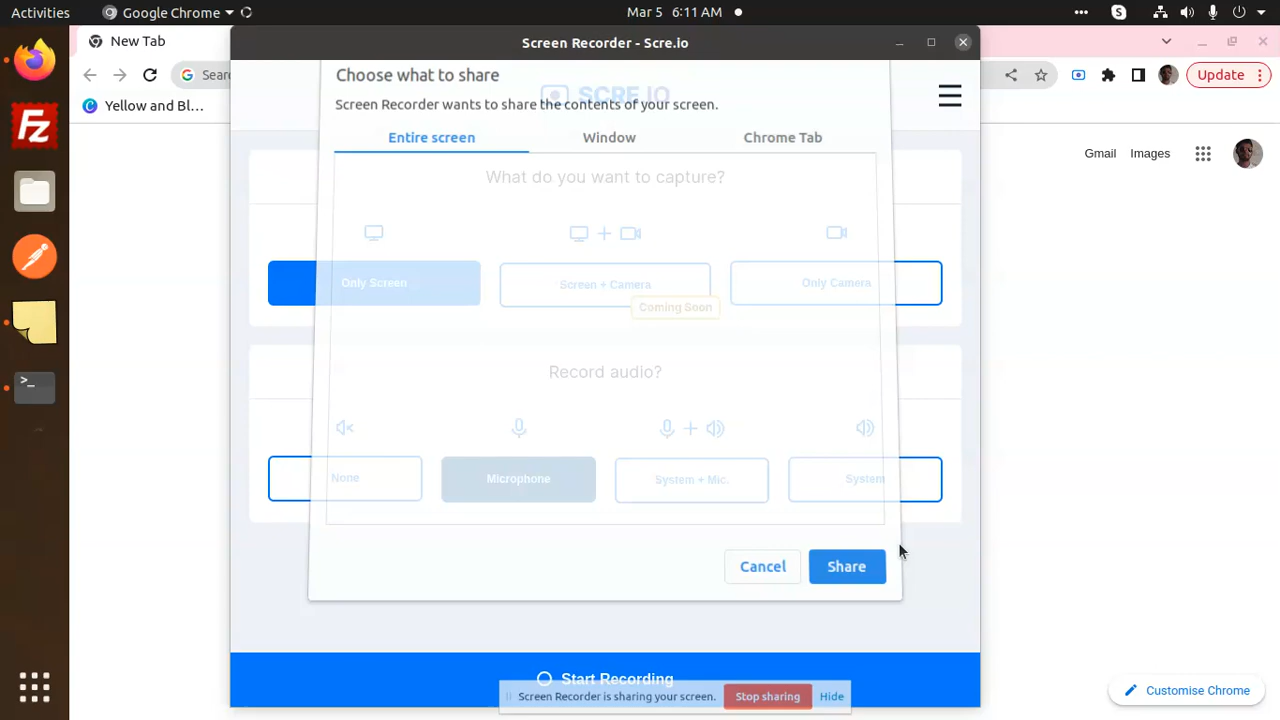 Activities
Google Chrome
Mar 5 6:11 AM
New Tab
Screen Recorder - Scre.io
Sear
Update
Yellow and Bl...
Choose what to share
SCRE.IO
Screen Recorder wants to share the contents of your screen.
Entire screen
Window
Chrome Tab
Gmail
Images
What do you want to capture?
Only Screen
Screen + Camera
Only Camera
Coming Soon
Record audio?
None
Microphone
System + Mic.
System
Cancel
Share
Start Recording
Screen Recorder is sharing your screen.
Stop sharing
Hide
Customise Chrome